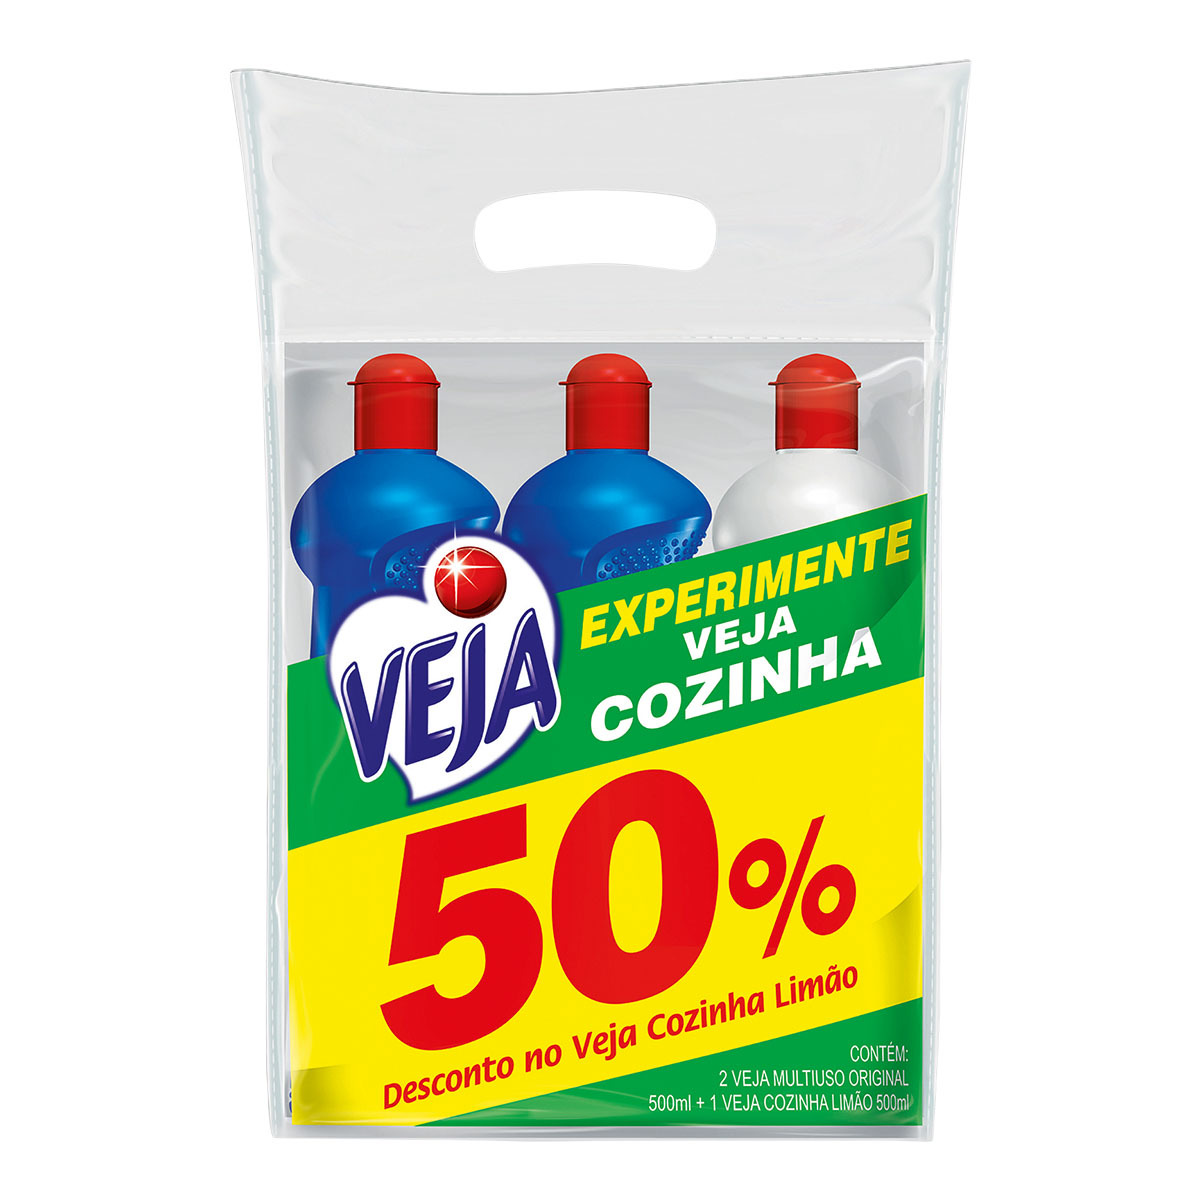 VEJA
EXPERIMENTE
VEJA
COZINHA
50%
Desconto no Veja Cozinha Limão
CONTÉM:
2 VEJA MULTIUSO ORIGINAL
500ml + 1 VEJA COZINHA LIMÃO 500ml